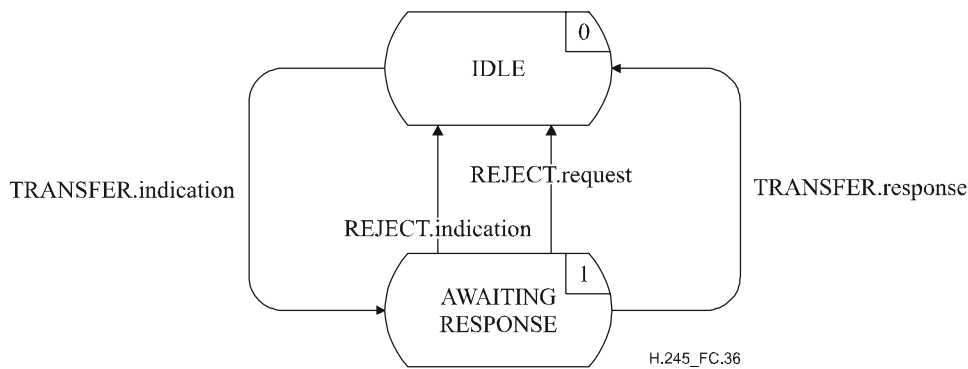 0
IDLE
REJECT.request
TRANSFER.indication
TRANSFER.response
REJECT.indication
1
AWAITING
RESPONSE
H.245_FC.36